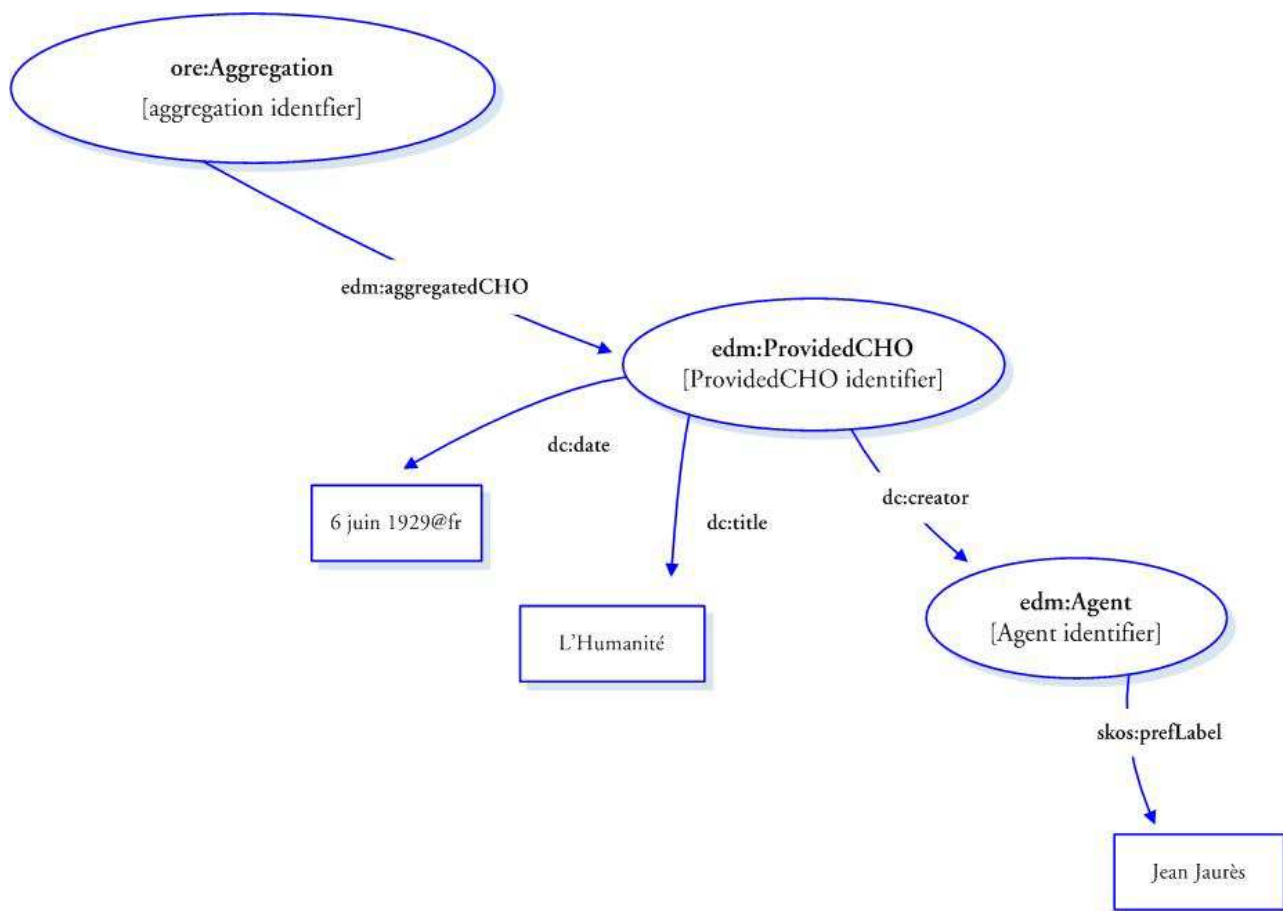 ore:Aggregation
[aggregation identfier]
edm:aggregatedCHO
edm:ProvidedCHO
[ProvidedCHO identifier]
dc:date
dc:creator
6 juin 1929@fr
dc:title
edm:Agent
[Agent identifier]
L'Humanité
skos:prefLabel
Jean Jaurès